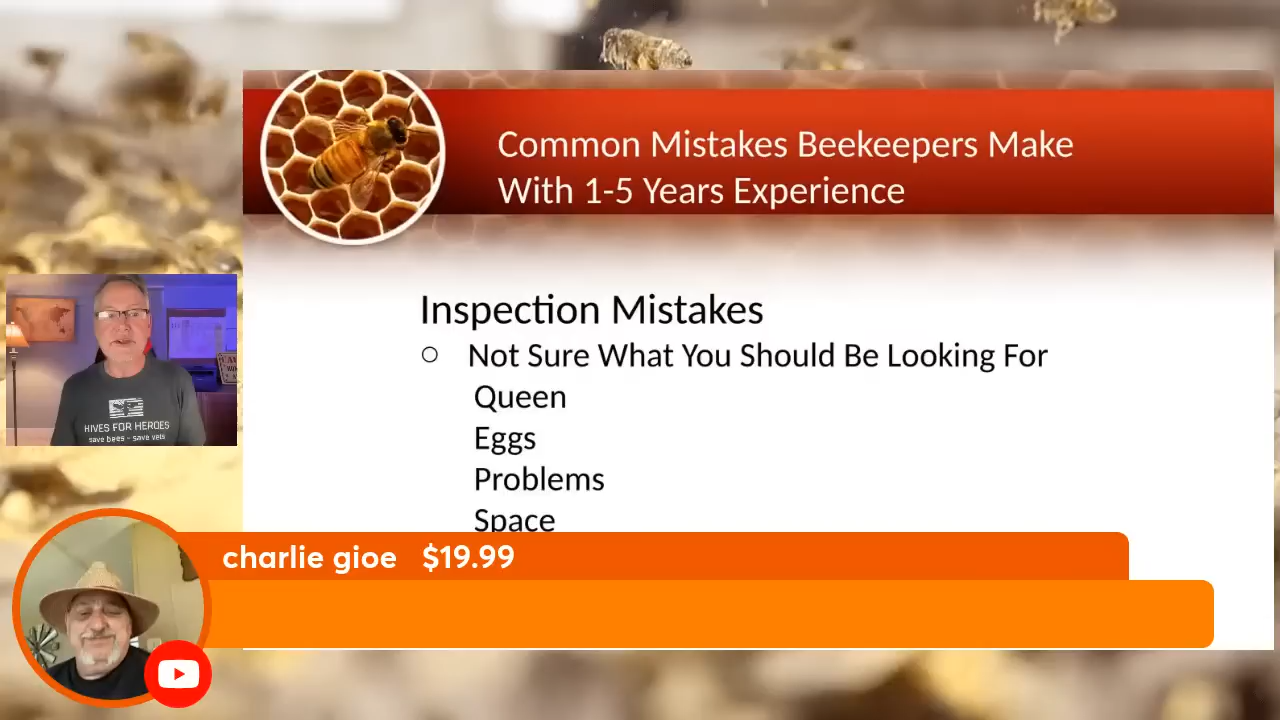 Common Mistakes Beekeepers Make
With 1-5 Years Experience
Inspection Mistakes
○ Not Sure What You Should Be Looking For
Queen
Eggs
Problems
Space
HIVES FOR HEROES
save bees - save vets
charlie gioe $19.99